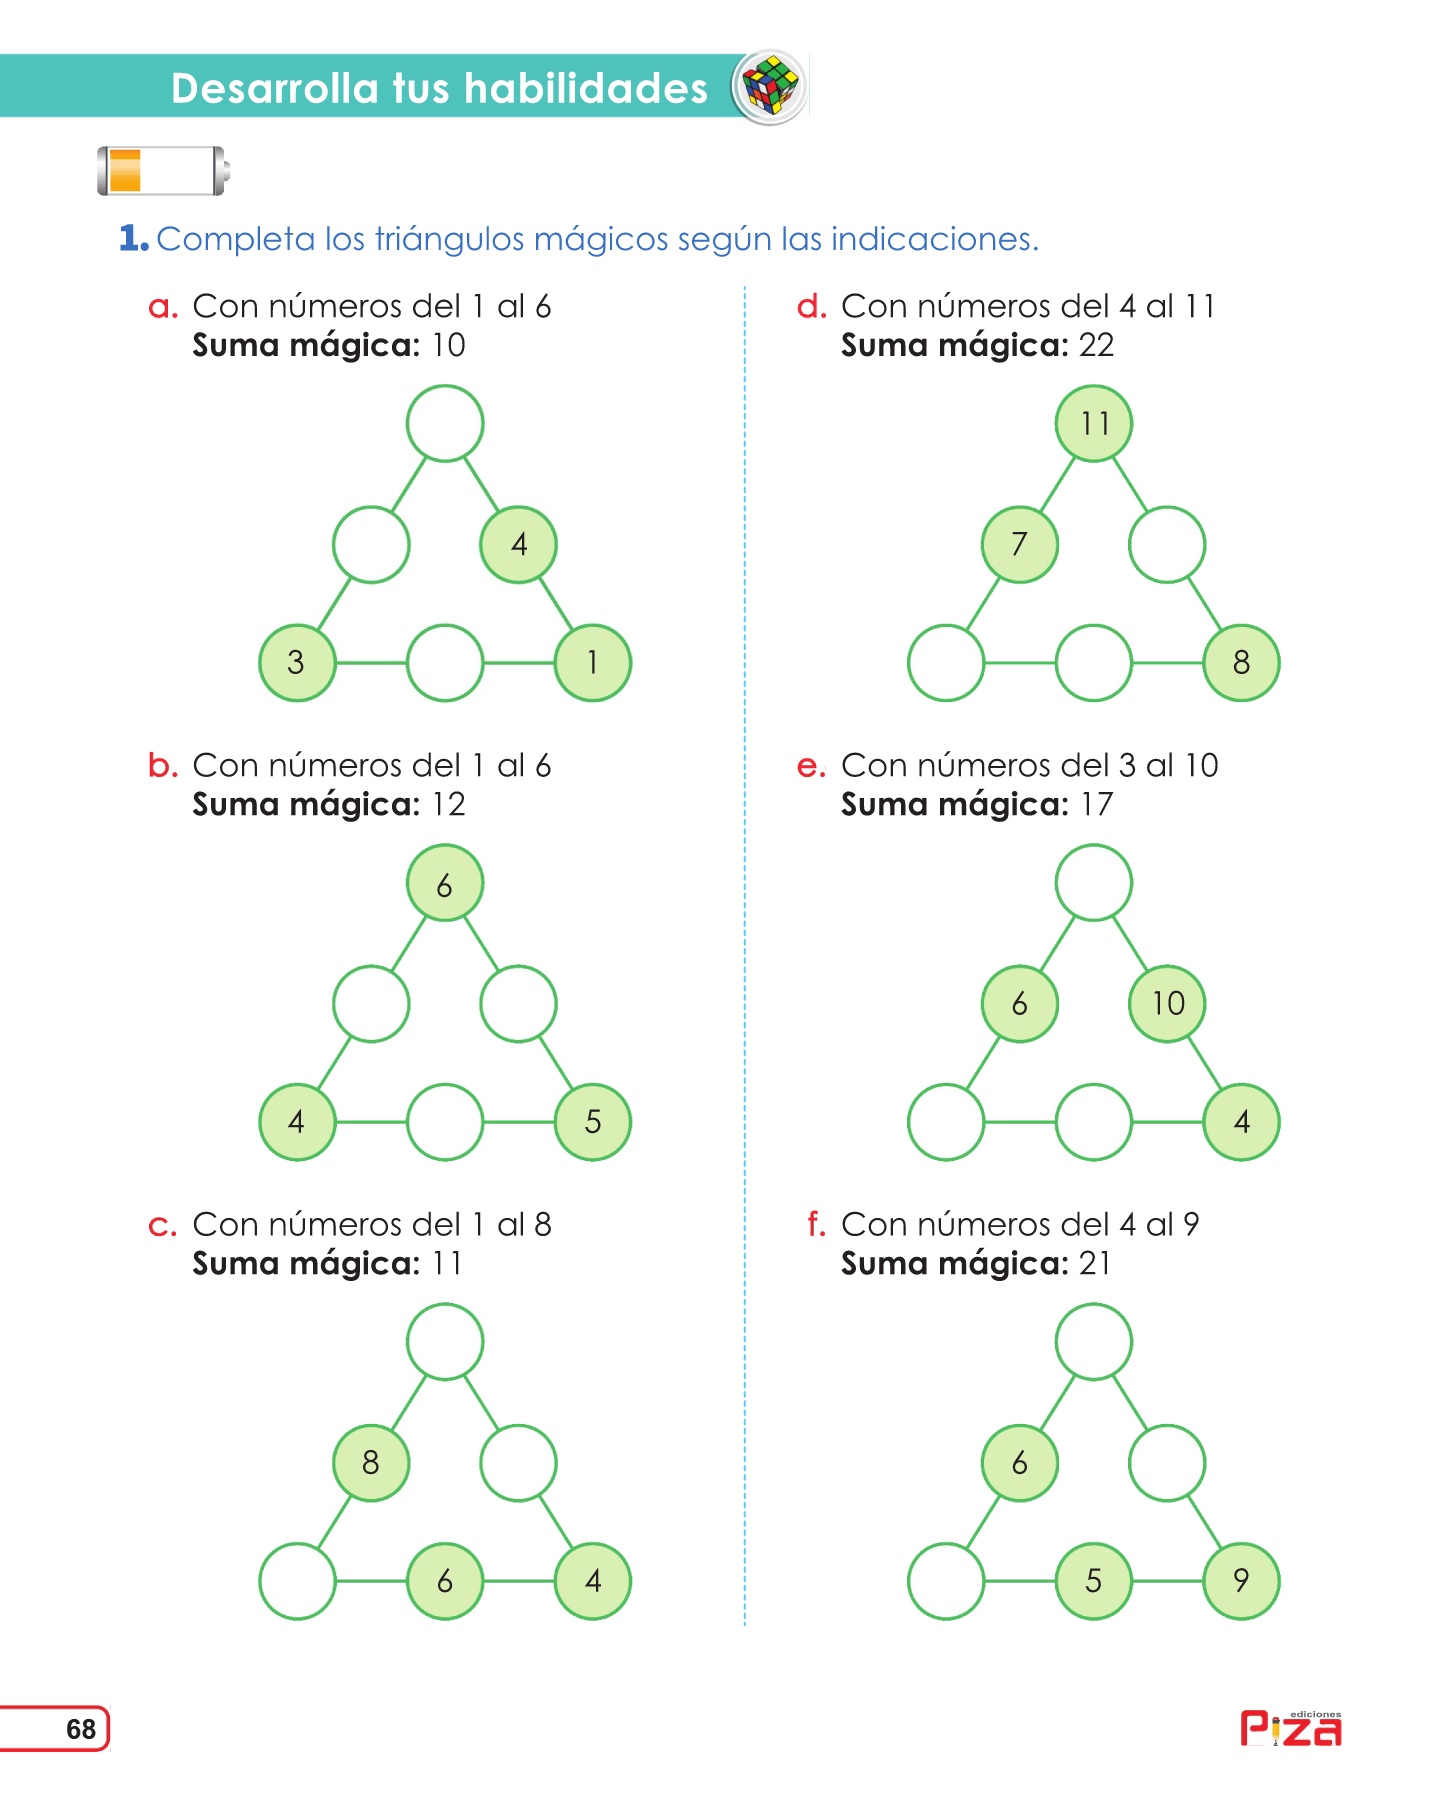 Desarrolla tus habilidades
1. Completa los triángulos mágicos según las indicaciones.
a. Con números del 1 al 6
Suma mágica: 10
4
3
1
b. Con números del 1 al 6
Suma mágica: 12
6
4
5
c. Con números del 1 al 8
Suma mágica: 11
8
6
4
d. Con números del 4 al 11
Suma mágica: 22
11
7
8
e. Con números del 3 al 10
Suma mágica: 17
6
10
4
f. Con números del 4 al 9
Suma mágica: 21
6
5
9
68
ediciones
Piza